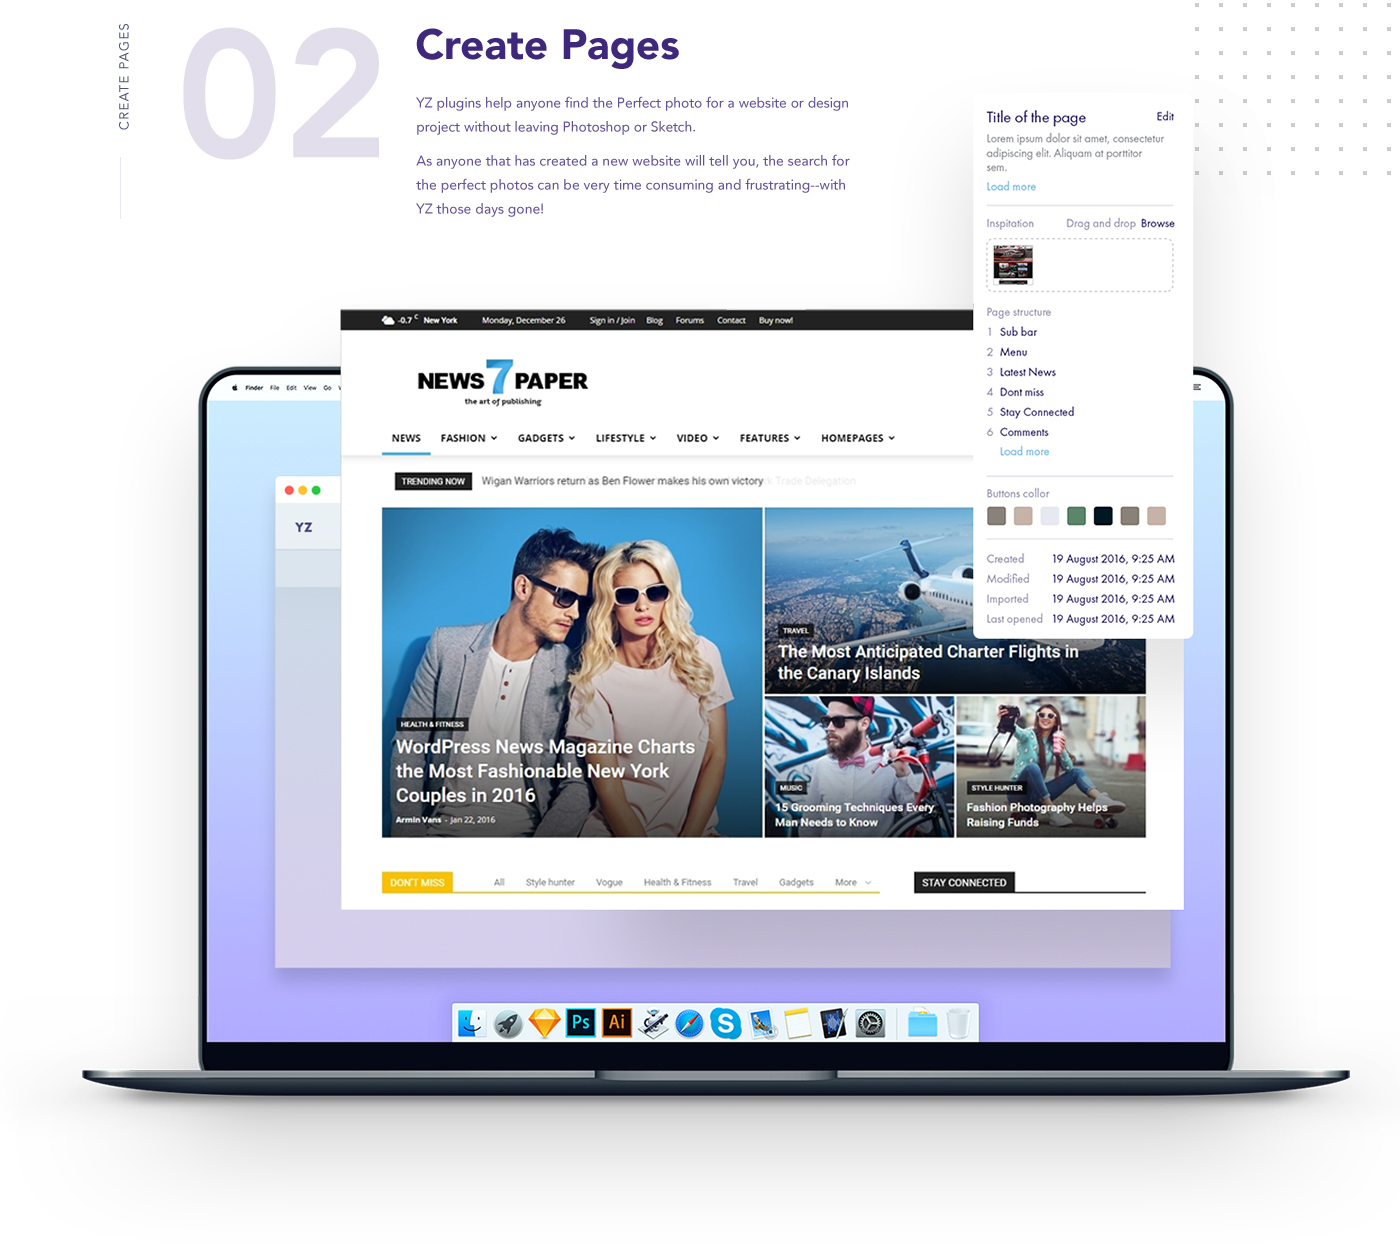 CREATE PAGES
02
Create Pages
YZ plugins help anyone find the Perfect photo for a website or design
project without leaving Photoshop or Sketch.
As anyone that has created a new website will tell you, the search for
the perfect photos can be very time consuming and frustrating--with
YZ those days gone!
Title of the page Edit
Lorem ipsum dolor sit amet, consectetur
adipiscing elit. Aliquam at porttitor
sem.
Load more
Inspitation Drag and drop Browse
Page structure
1 Sub bar
2 Menu
3 Latest News
4 Dont miss
5 Stay Connected
6 Comments
Load more
Buttons collor
Created 19 August 2016, 9:25 AM
Modified 19 August 2016, 9:25 AM
Imported 19 August 2016, 9:25 AM
Last opened 19 August 2016, 9:25 AM
-0.7 C New York Monday, December 26 Sign in / Join Blog Forums Contact Buy now!
NEWS 7 PAPER
the art of publishing
Finder File Edit View Go
NEWS FASHION GADGETS LIFESTYLE VIDEO FEATURES HOMEPAGES
TRENDING NOW Wigan Warriors return as Ben Flower makes his own victory Trade Delegation
YZ
TRAVEL
The Most Anticipated Charter Flights in
the Canary Islands
HEALTH & FITNESS
WordPress News Magazine Charts
the Most Fashionable New York
Couples in 2016
Armin Vans - Jan 22, 2016
MUSIC
15 Grooming Techniques Every
Man Needs to Know
STYLE HUNTER
Fashion Photography Helps
Raising Funds
DON'T MISS All Style hunter Vogue Health & Fitness Travel Gadgets More
STAY CONNECTED
Ps Ai S